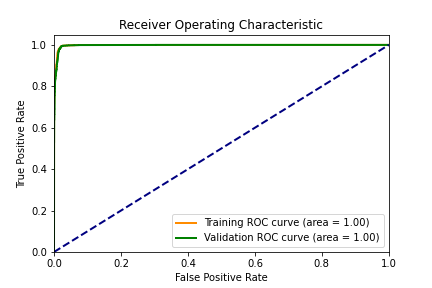 Receiver Operating Characteristic
1.0
0.8
0.6
0.4
0.2
0.0
True Positive Rate
Training ROC curve (area = 1.00)
Validation ROC curve (area = 1.00)
0.0 0.2 0.4 0.6 0.8 1.0
False Positive Rate